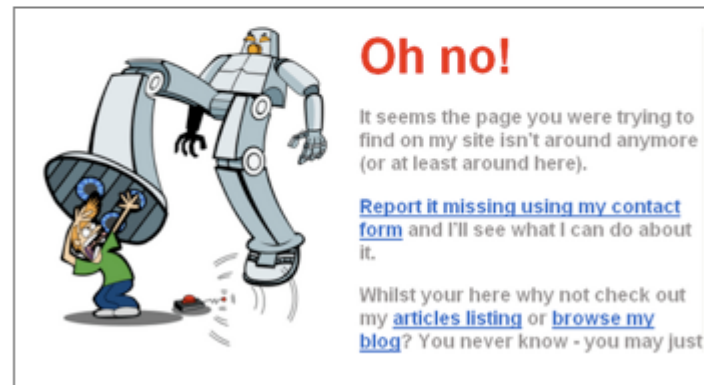 Oh no!
It seems the page you were trying to
find on my site isn't around anymore
(or at least around here).
Report it missing using my contact
form and I'll see what I can do about
it.
Whilst your here why not check out
my articles listing or browse my
blog? You never know - you may just